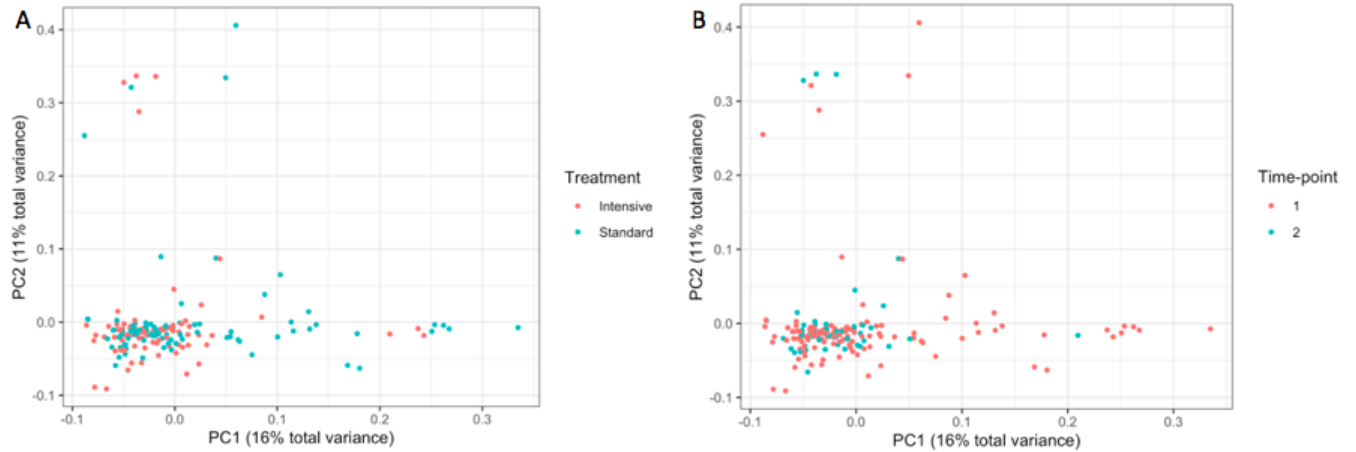 A
0.4
0.3
0.2
0.1
0.0
-0.1
-0.1
0.0
0.1
0.2
0.3
PC2 (11% total variance)
PC1 (16% total variance)
Treatment
Intensive
Standard
B
0.4
0.3
0.2
0.1
0.0
-0.1
-0.1
0.0
0.1
0.2
0.3
PC2 (11% total variance)
PC1 (16% total variance)
Time-point
1
2